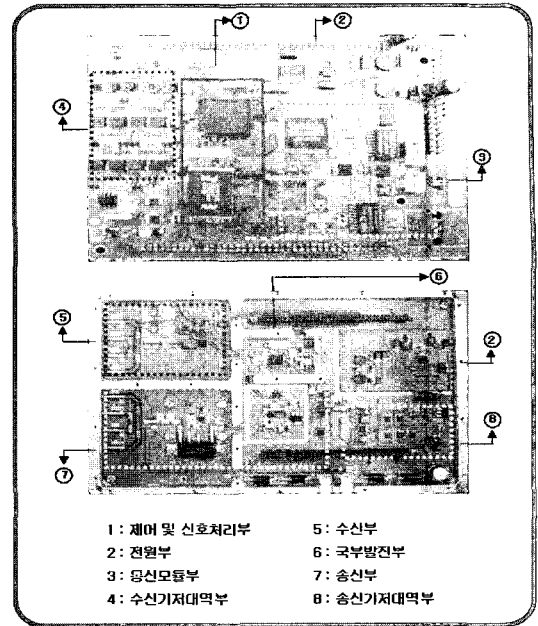 ①
②
④
③
⑥
⑤
②
⑧
⑦
1 : 제어 및 신호처리부
2 : 전원부
3 : 통신모듈부
4 : 수신기저대역부
5 : 수신부
6 : 국부발진부
7 : 송신부
8 : 송신기저대역부